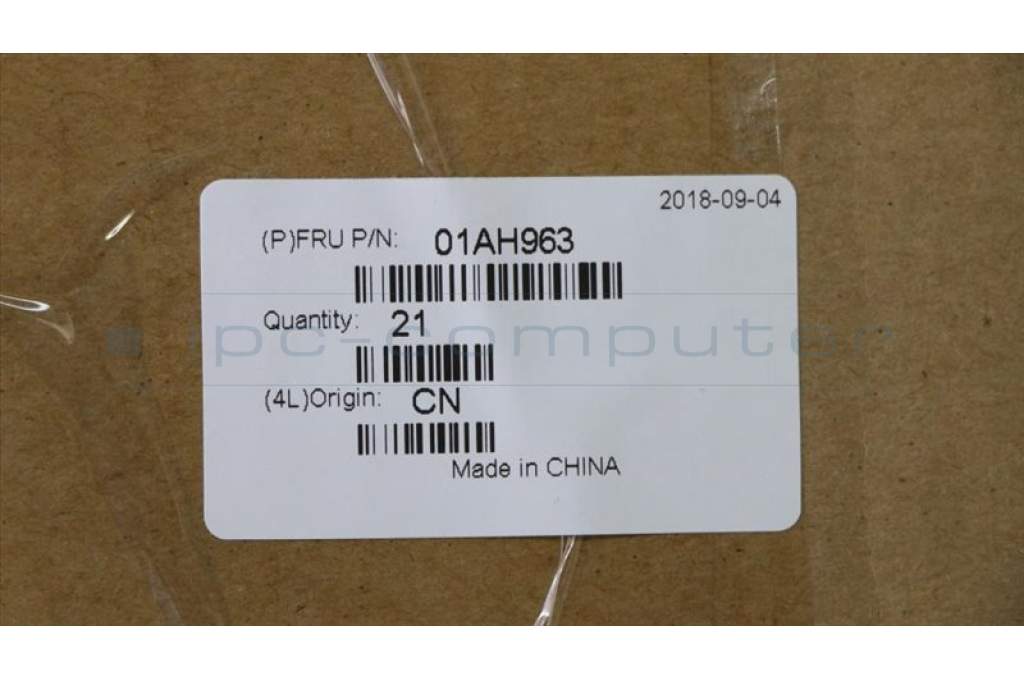 2018-09-04
(P)FRU P/N: 01AH963
Quantity: 21
ipc-computer
(4L)Origin: CN
Made in CHINA